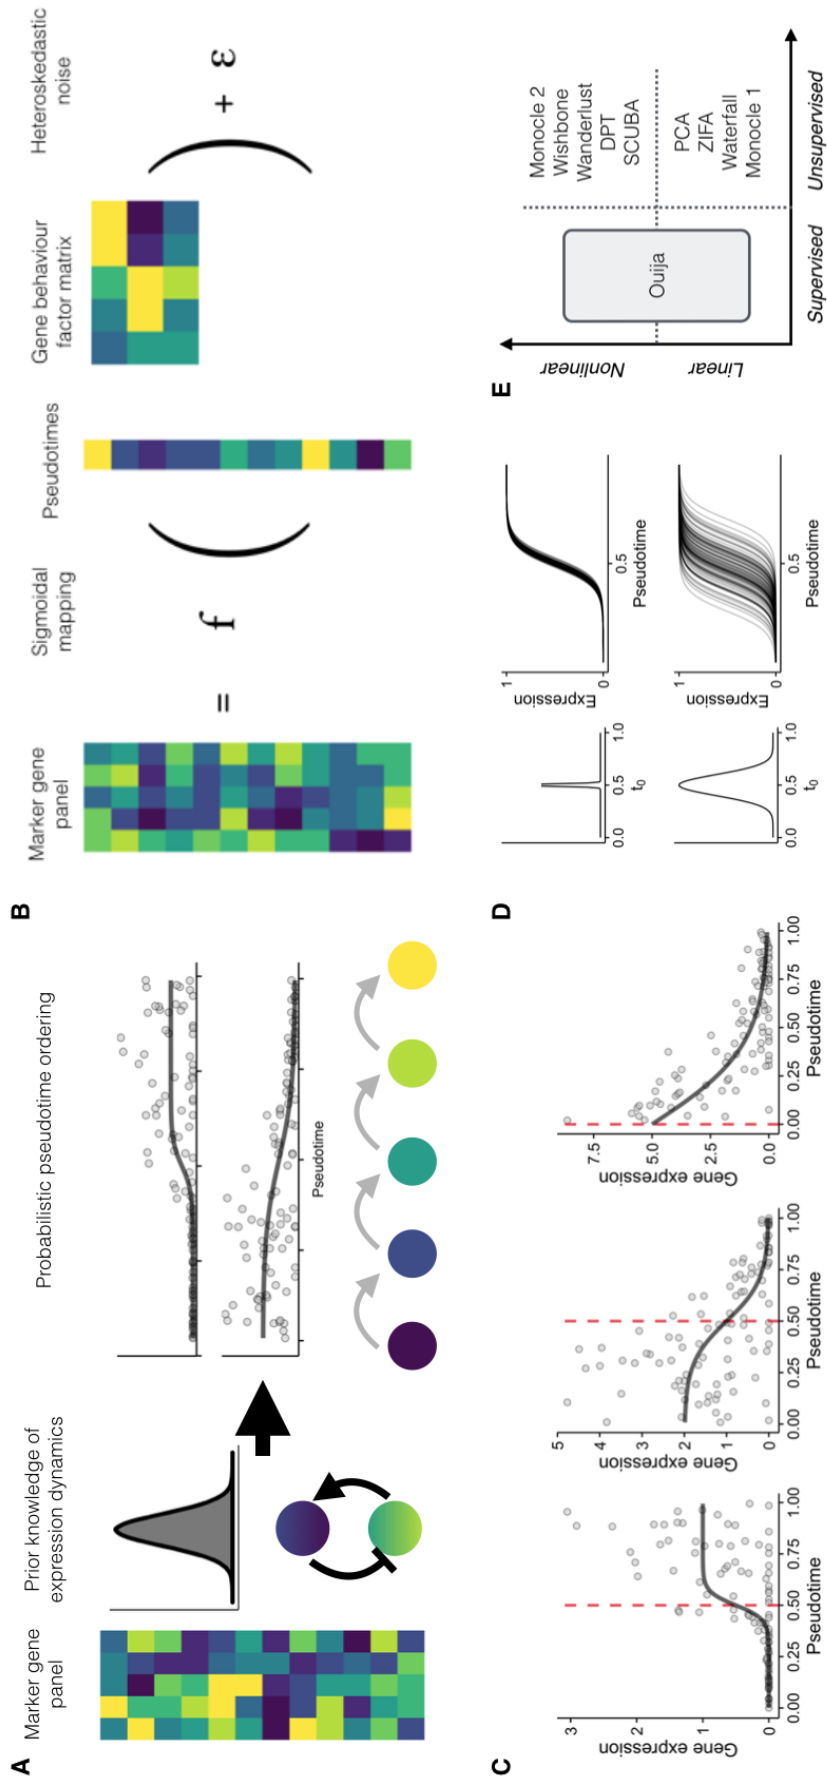 A
Marker gene
panel
Prior knowledge of
expression dynamics
Probabilistic pseudotime ordering
Pseudotime
B
Marker gene
panel
=
Sigmoidal
mapping
f
(
Pseudotimes
Gene behaviour
factor matrix
)
Heteroskedastic
noise
+ ε
C
Gene expression
3
2
1
0
0.00 0.25 0.50 0.75 1.00
Pseudotime
Gene expression
5
4
3
2
1
0
0.00 0.25 0.50 0.75 1.00
Pseudotime
Gene expression
7.5
5.0
2.5
0.0
0.00 0.25 0.50 0.75 1.00
Pseudotime
D
0.0 0.5 1.0
t0
Expression
1
0
0.5
Pseudotime
0.0 0.5 1.0
t0
Expression
1
0
0.5
Pseudotime
E
Nonlinear
Linear
Ouija
Monocle 2
Wishbone
Wanderlust
DPT
SCUBA
PCA
ZIFA
Waterfall
Monocle 1
Supervised
Unsupervised